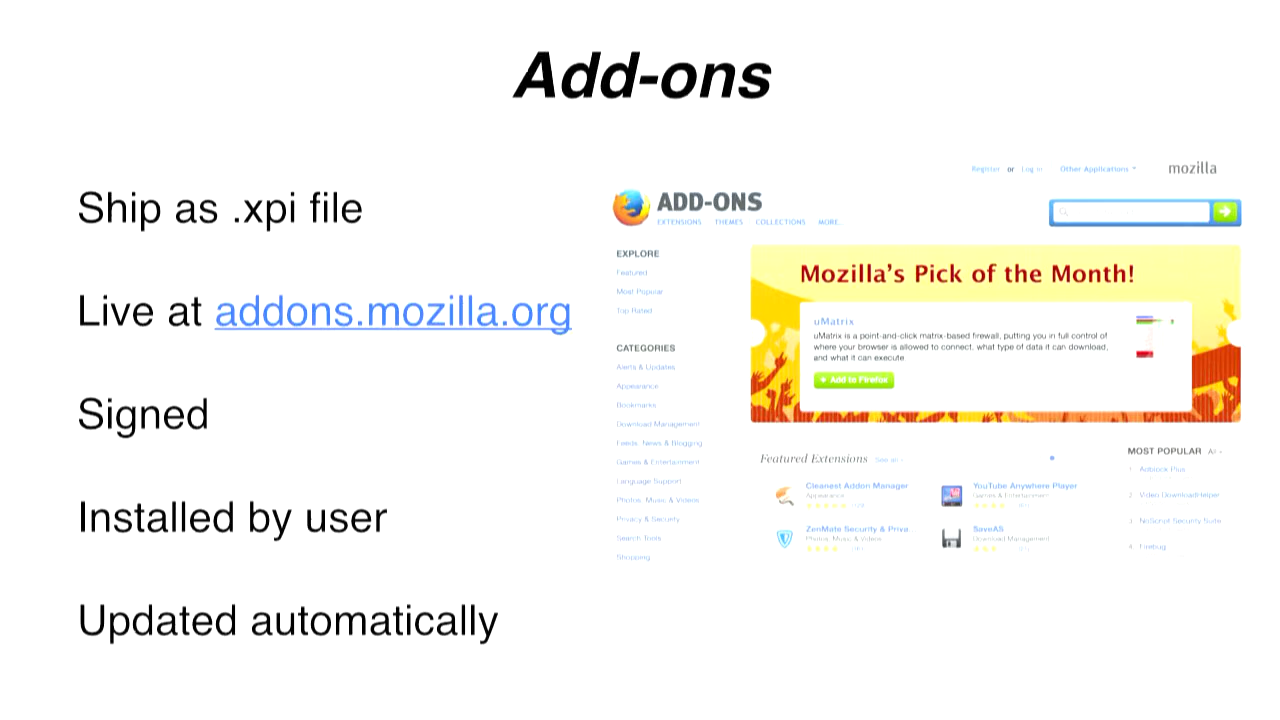 Add-ons
Ship as .xpi file
Live at addons.mozilla.org
Signed
Installed by user
Updated automatically
Register or Log in Other Applications mozilla
ADD-ONS
EXTENSIONS THEMES COLLECTIONS MORE...
EXPLORE
Featured
Most Popular
Top Rated
CATEGORIES
Alerts & Updates
Appearance
Bookmarks
Download Management
Feeds, News & Blogging
Games & Entertainment
Language Support
Photos, Music & Videos
Privacy & Security
Search Tools
Shopping
Mozilla's Pick of the Month!
uMatrix
uMatrix is a point-and-click matrix-based firewall, putting you in full control of
where your browser is allowed to connect, what type of data it can download,
and what it can execute
Add to Firefox
Featured Extensions See all
Cleanest Addon Manager
Appearance
YouTube Anywhere Player
Games & Entertainment
ZenMate Security & Priva...
Photos, Music & Videos
SaveAS
Download Management
MOST POPULAR All
1 Adblock Plus
2 Video DownloadHelper
3 NoScript Security Suite
4 Firebug